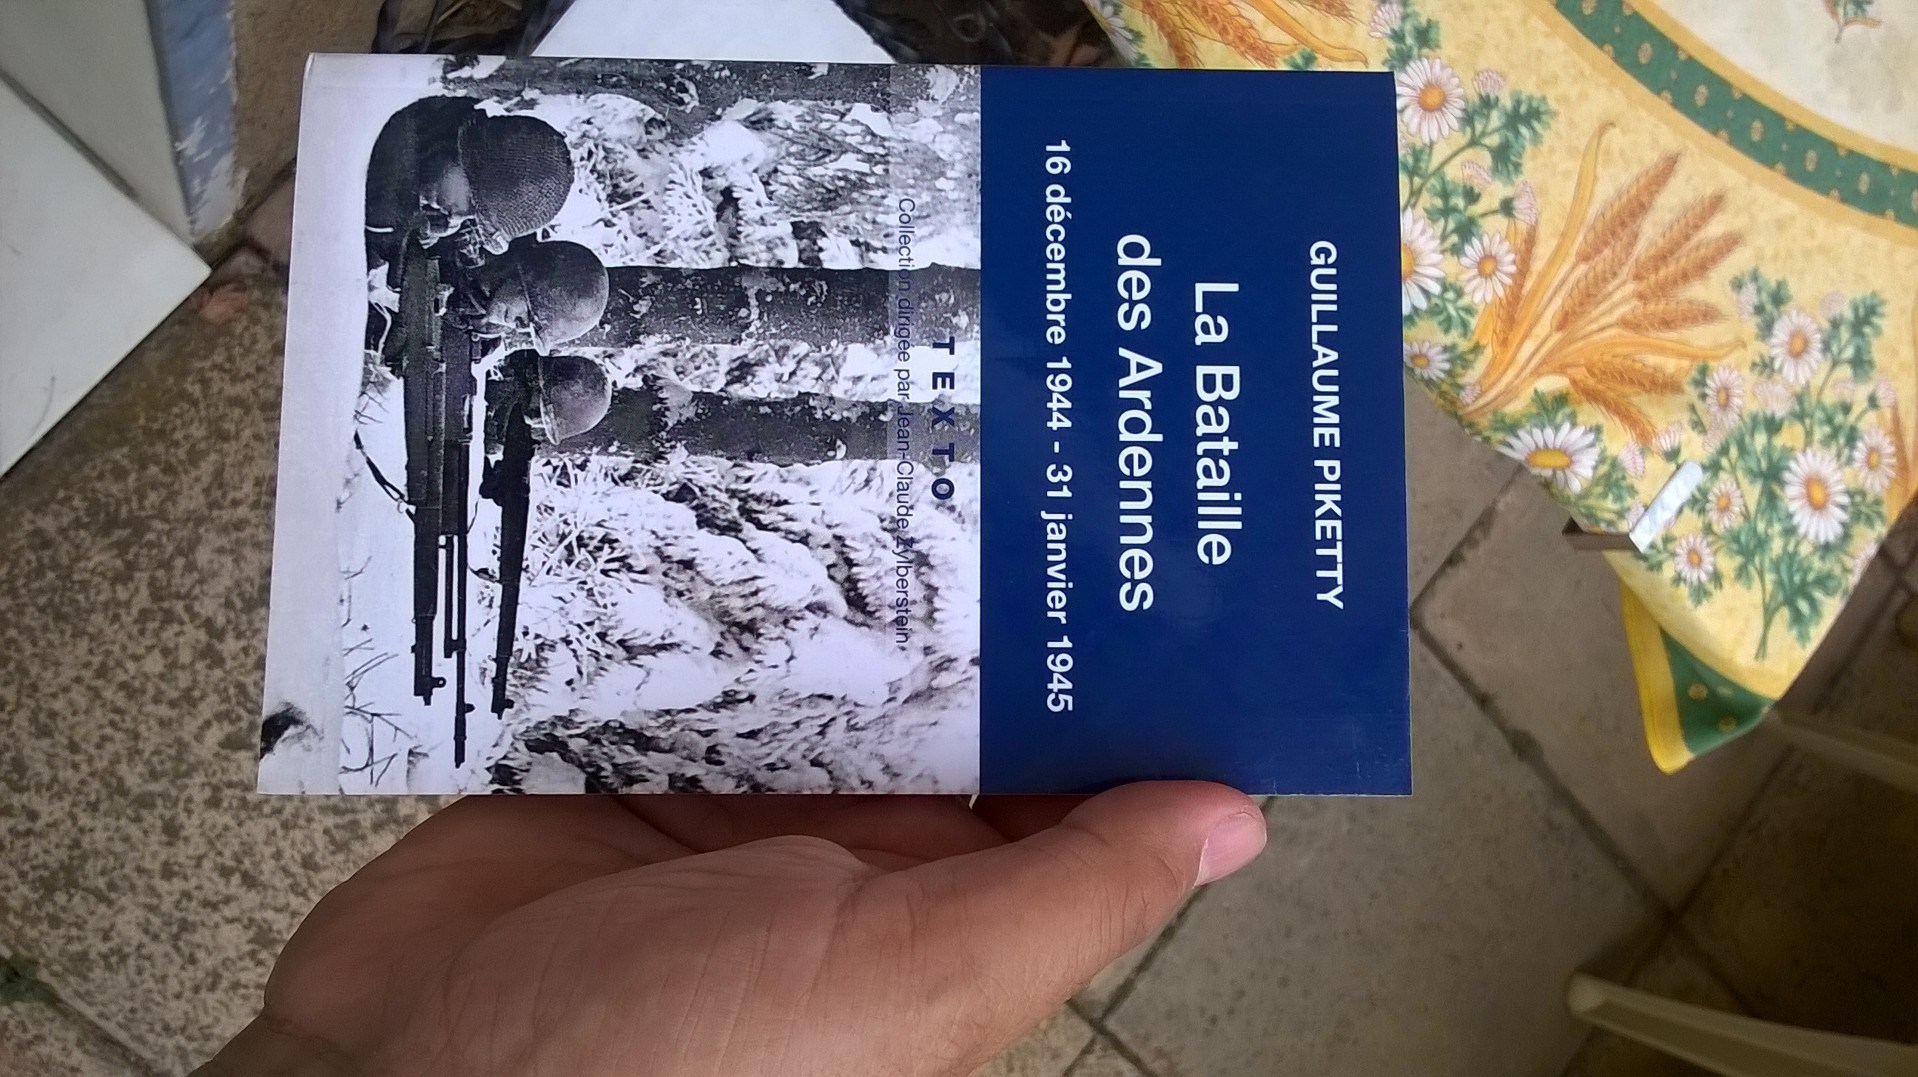 GUILLAUME PIKETTY
La Bataille
des Ardennes
16 décembre 1944 - 31 janvier 1945
TEXTO
Collection dirigée par Jean-Claude Zylberstein